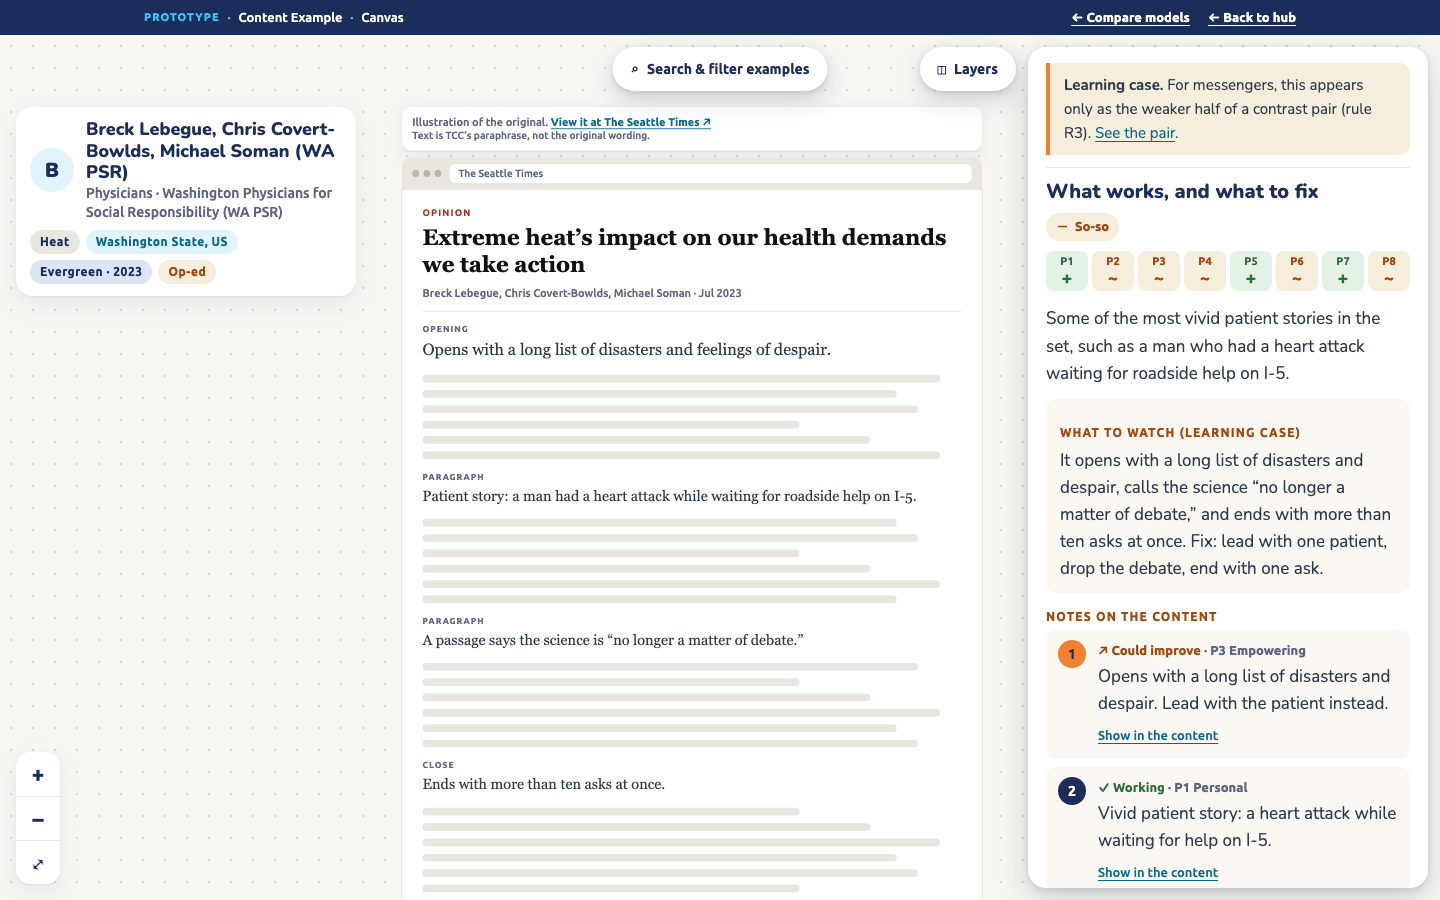 PROTOTYPE · Content Example · Canvas
← Compare models ← Back to hub
Search & filter examples
Layers
B
Breck Lebegue, Chris Covert-
Bowlds, Michael Soman (WA
PSR)
Physicians · Washington Physicians for
Social Responsibility (WA PSR)
Heat
Washington State, US
Evergreen · 2023
Op-ed
+
−
⤢
Illustration of the original. View it at The Seattle Times ↗
Text is TCC’s paraphrase, not the original wording.
The Seattle Times
OPINION
Extreme heat’s impact on our health demands
we take action
Breck Lebegue, Chris Covert-Bowlds, Michael Soman · Jul 2023
OPENING
Opens with a long list of disasters and feelings of despair.
PARAGRAPH
Patient story: a man had a heart attack while waiting for roadside help on I-5.
PARAGRAPH
A passage says the science is “no longer a matter of debate.”
CLOSE
Ends with more than ten asks at once.
Learning case. For messengers, this appears
only as the weaker half of a contrast pair (rule
R3). See the pair.
What works, and what to fix
— So-so
P1 P2 P3 P4 P5 P6 P7 P8
+ ~ ~ ~ + ~ + ~
Some of the most vivid patient stories in the
set, such as a man who had a heart attack
waiting for roadside help on I-5.
WHAT TO WATCH (LEARNING CASE)
It opens with a long list of disasters and
despair, calls the science “no longer a
matter of debate,” and ends with more than
ten asks at once. Fix: lead with one patient,
drop the debate, end with one ask.
NOTES ON THE CONTENT
1
↗ Could improve · P3 Empowering
Opens with a long list of disasters and
despair. Lead with the patient instead.
Show in the content
2
✓ Working · P1 Personal
Vivid patient story: a heart attack while
waiting for help on I-5.
Show in the content